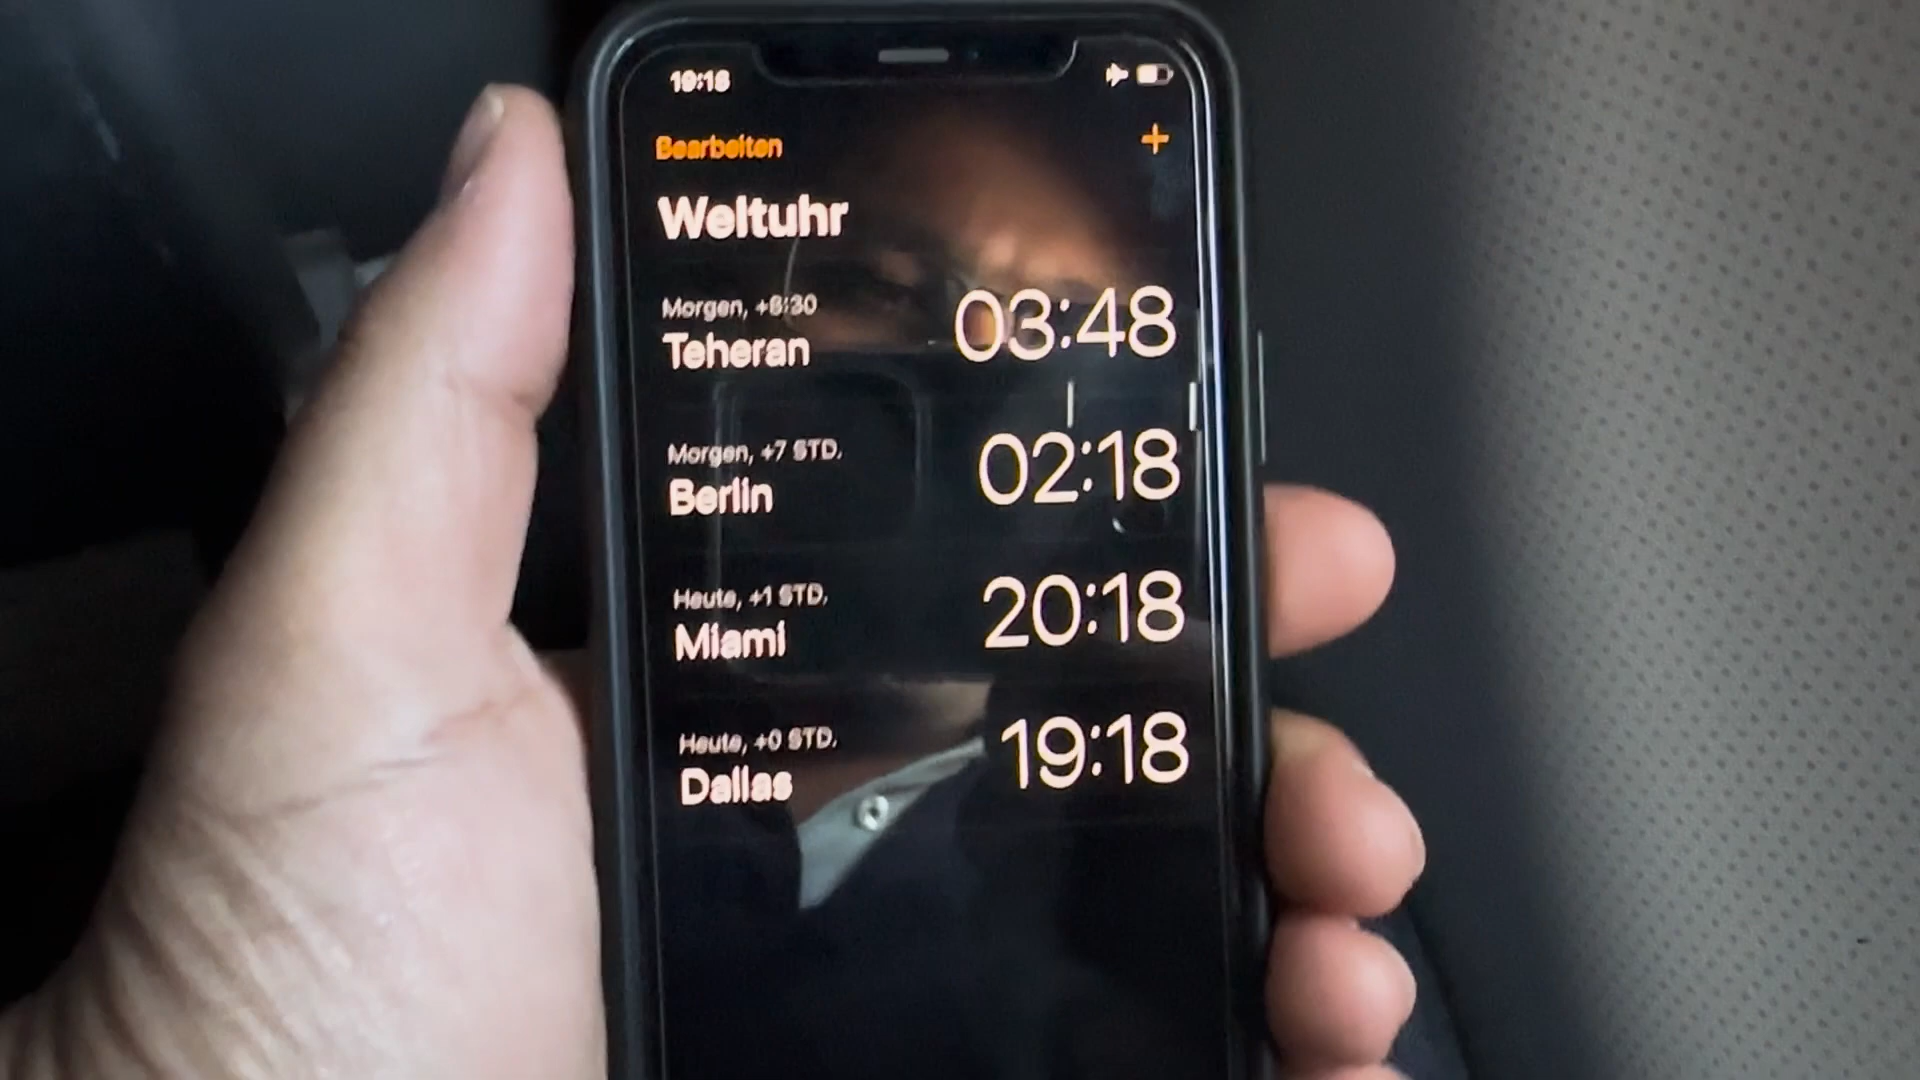 19:18
Bearbeiten
+
Weltuhr
Morgen, +8:30
Teheran
03:48
Morgen, +7 STD.
Berlin
02:18
Heute, +1 STD.
Miami
20:18
Heute, +0 STD.
Dallas
19:18